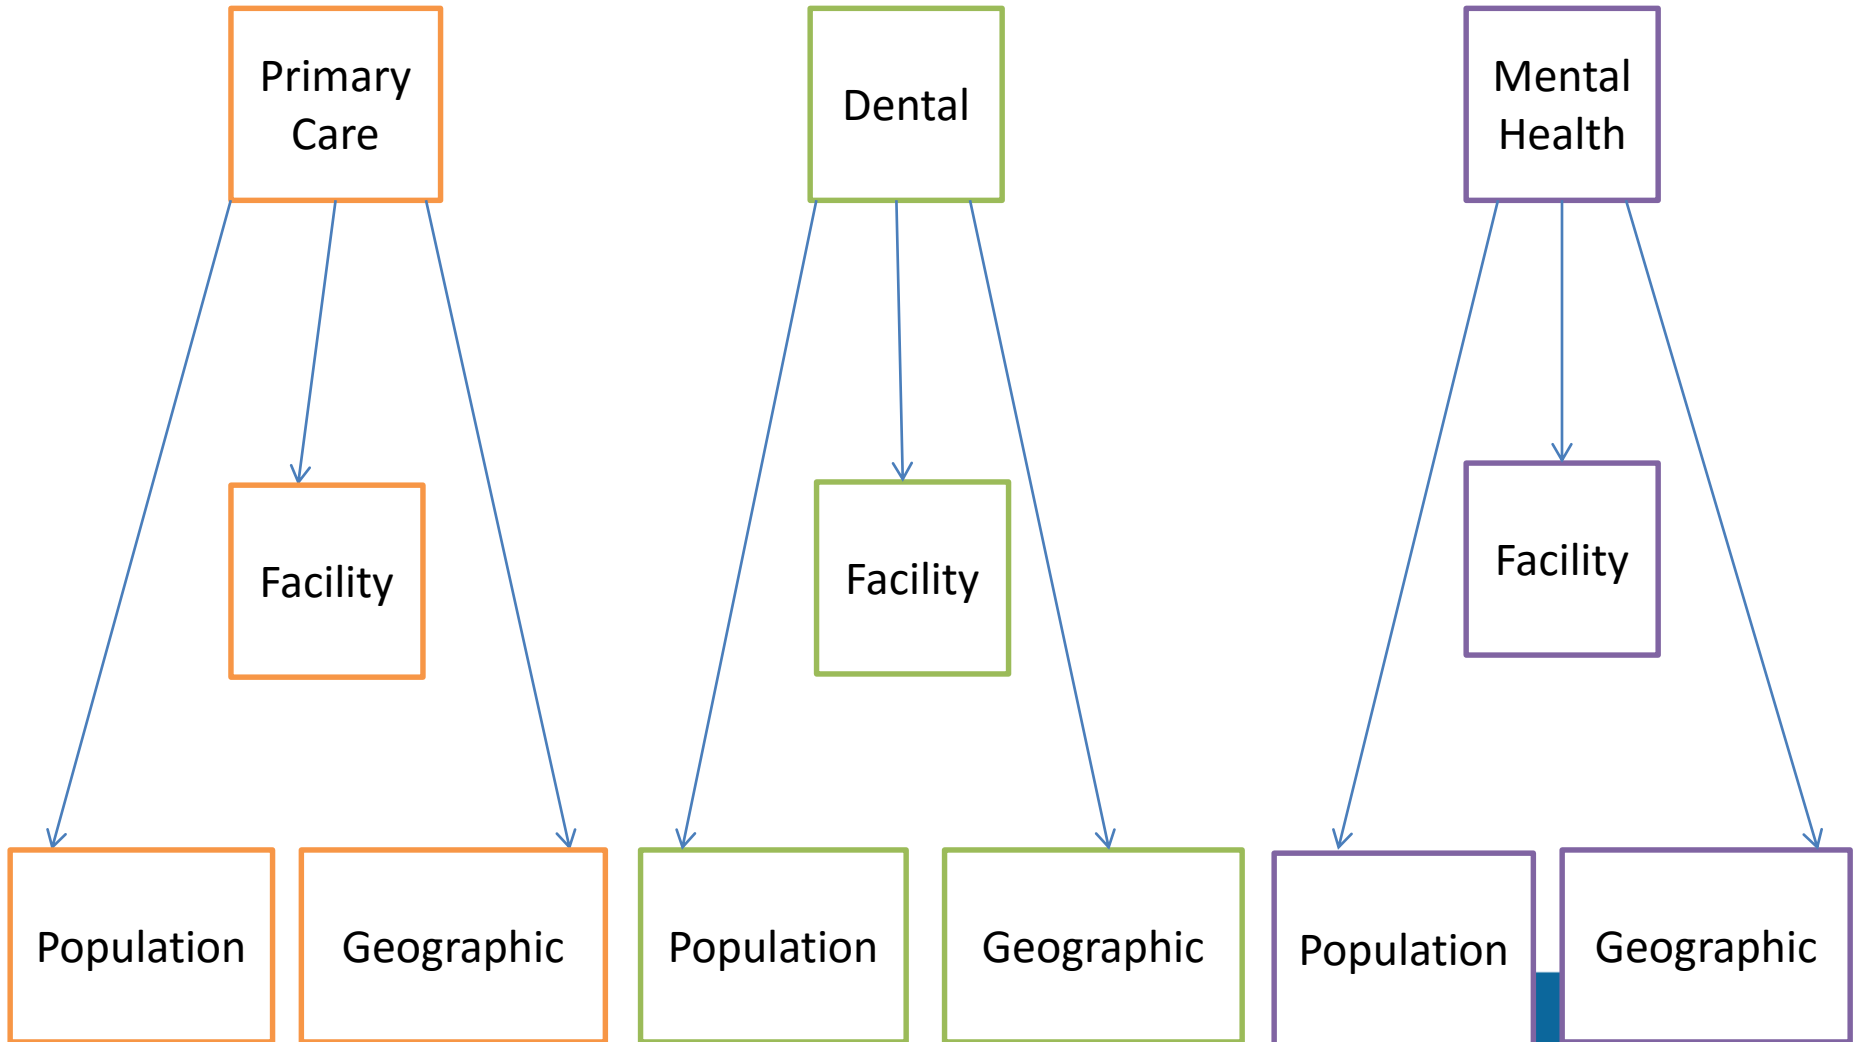 Primary
Care
Dental
Mental
Health
Facility
Facility
Facility
Population
Geographic
Population
Geographic
Population
Geographic